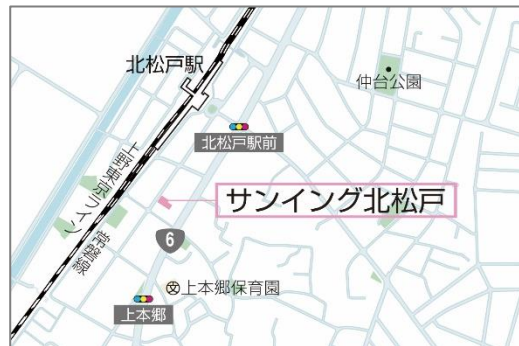 北松戸駅
仲台公園
北松戸駅前
上野東京ライン
サンイング北松戸
常磐線
6
文
上本郷保育園
上本郷